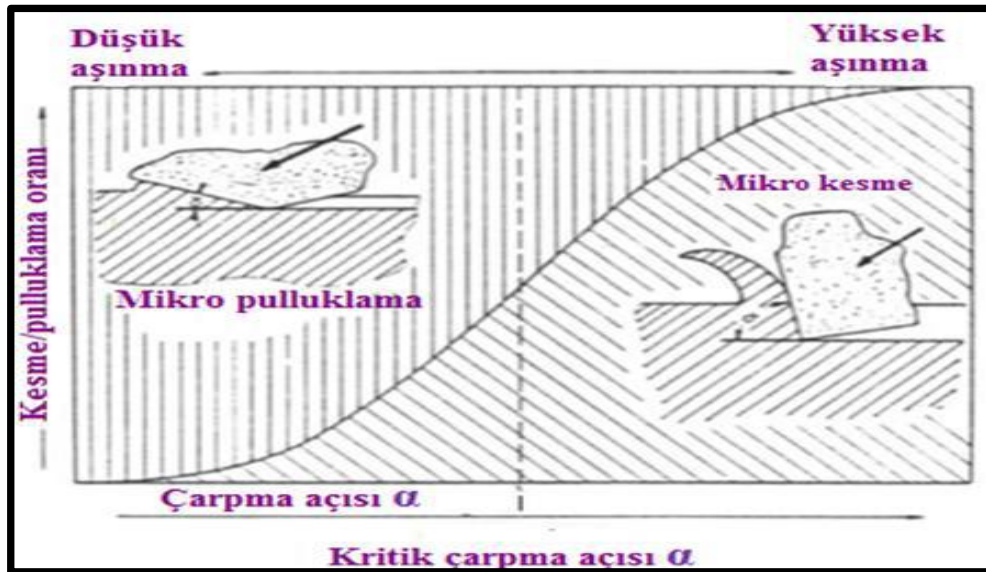 Düşük
aşınma
Yüksek
aşınma
Kesme/pulluklama oranı
Mikro pulluklama
Mikro kesme
Çarpma açısı α
Kritik çarpma açısı α